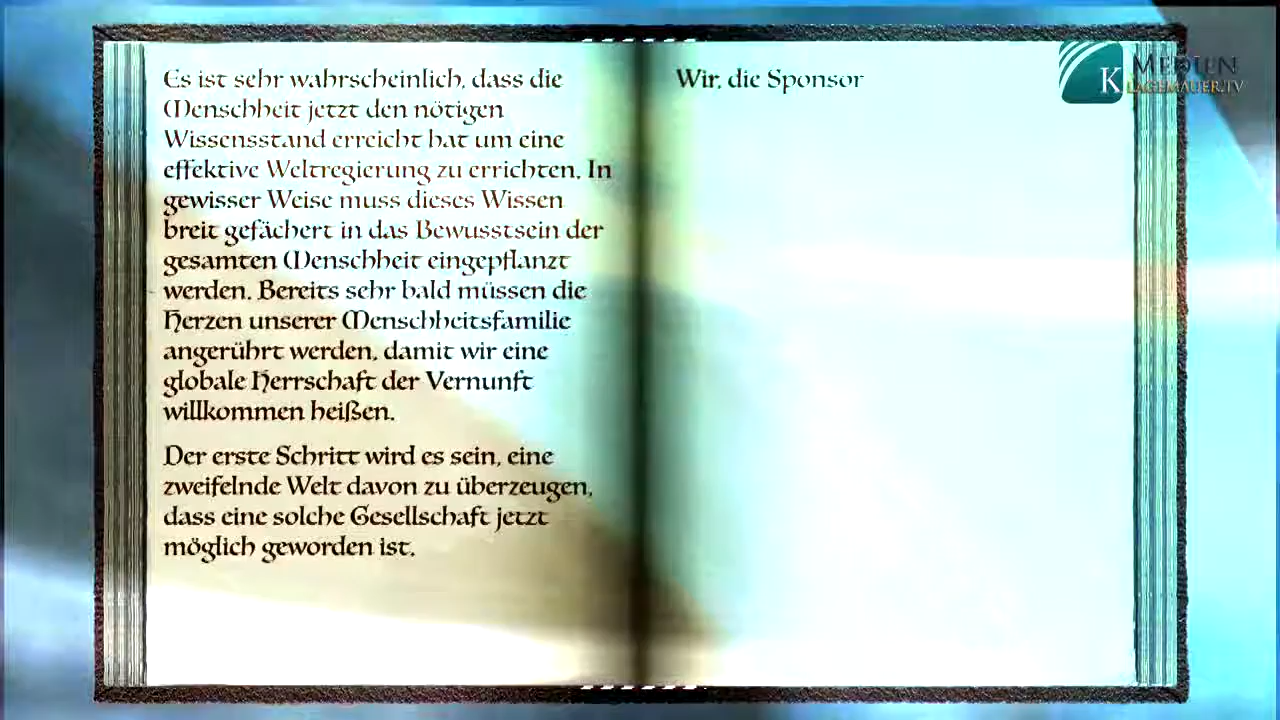 Es ist sehr wahrscheinlich, dass die
Menschheit jetzt den nötigen
Wissensstand erreicht hat um eine
effektive Weltregierung zu errichten. In
gewisser Weise muss dieses Wissen
breit gefächert in das Bewusstsein der
gesamten Menschheit eingepflanzt
werden. Bereits sehr bald müssen die
Herzen unserer Menschheitsfamilie
angerührt werden, damit wir eine
globale Herrschaft der Vernunft
willkommen heißen.
Der erste Schritt wird es sein, eine
zweifelnde Welt davon zu überzeugen,
dass eine solche Gesellschaft jetzt
möglich geworden ist.
Wir, die Sponsor
MEDIEN
KLAGEMAUER.TV